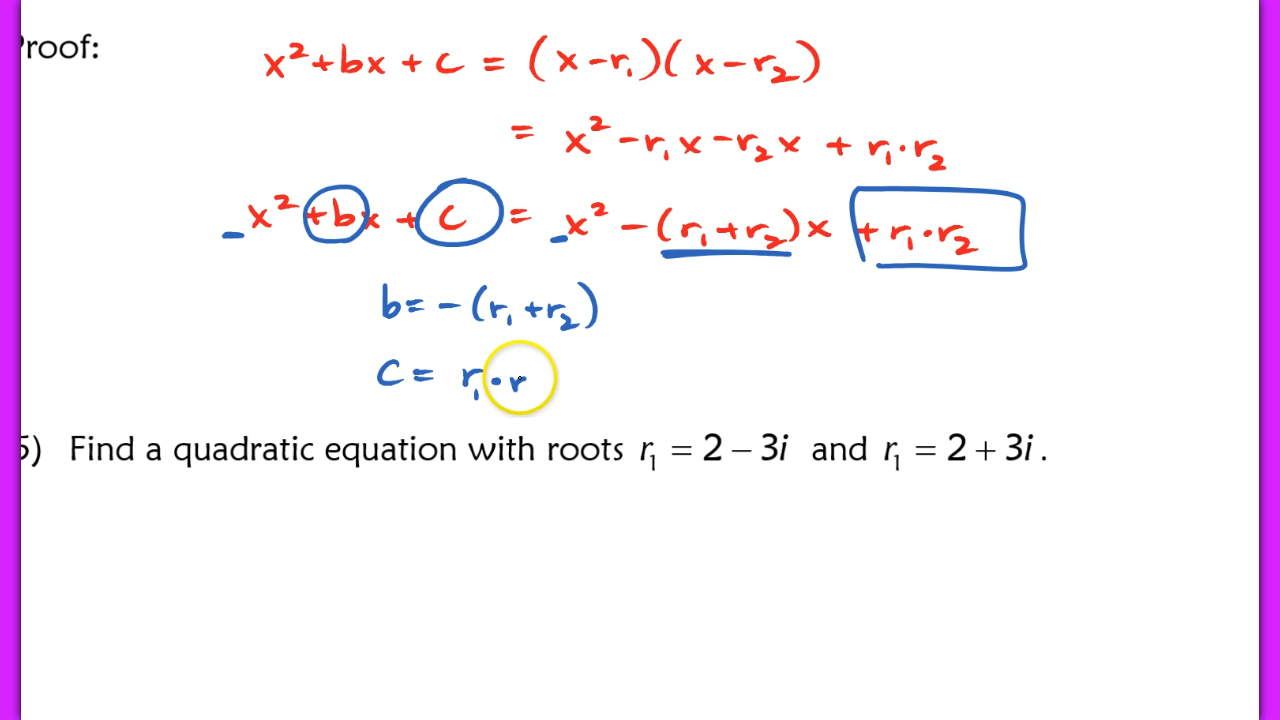 roof:
x² + bx + c = (x - r₁)(x - r₂)
= x² - r₁x - r₂x + r₁·r₂
x² + bx + c = x² - (r₁ + r₂)x + r₁·r₂
b = -(r₁ + r₂)
c = r₁·r
5) Find a quadratic equation with roots r₁ = 2 − 3i and r₁ = 2 + 3i.